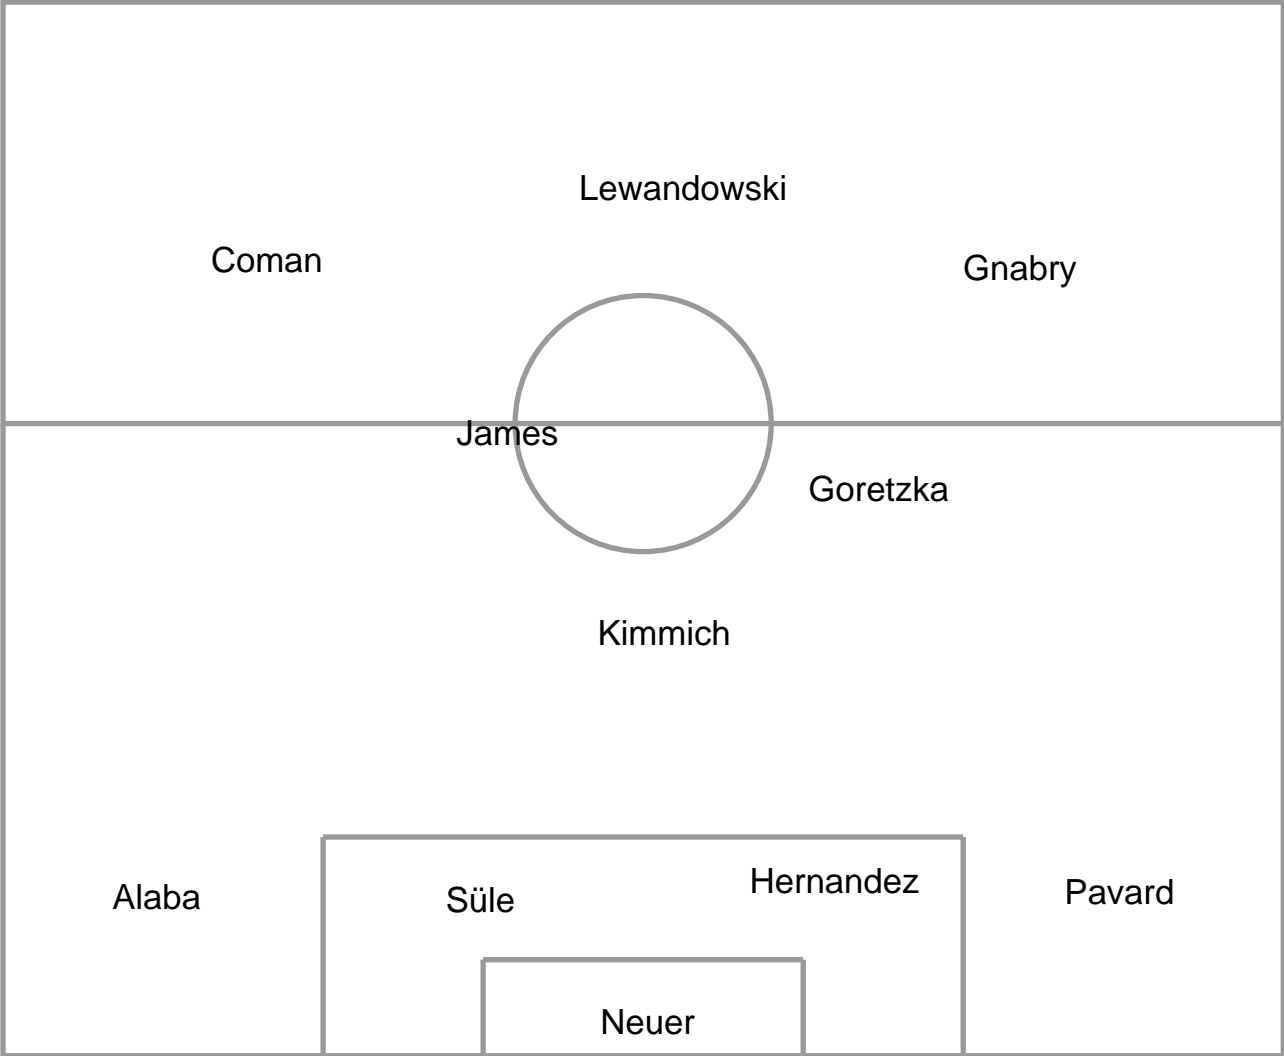 Lewandowski
Coman
Gnabry
James
Goretzka
Kimmich
Hernandez
Pavard
Alaba
Süle
Neuer